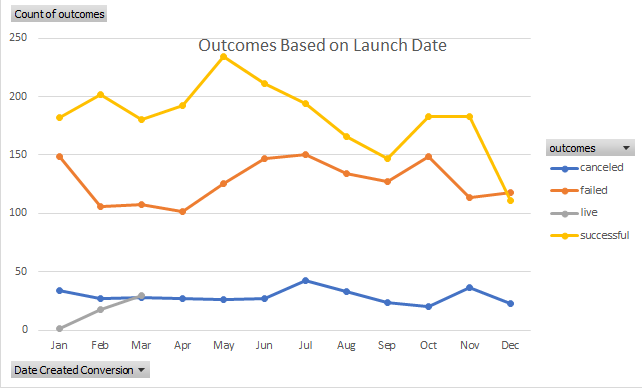 Count of outcomes
Outcomes Based on Launch Date
250
200
150
100
50
0
Jan Feb Mar Apr May Jun Jul Aug Sep Oct Nov Dec
outcomes
canceled
failed
live
successful
Date Created Conversion